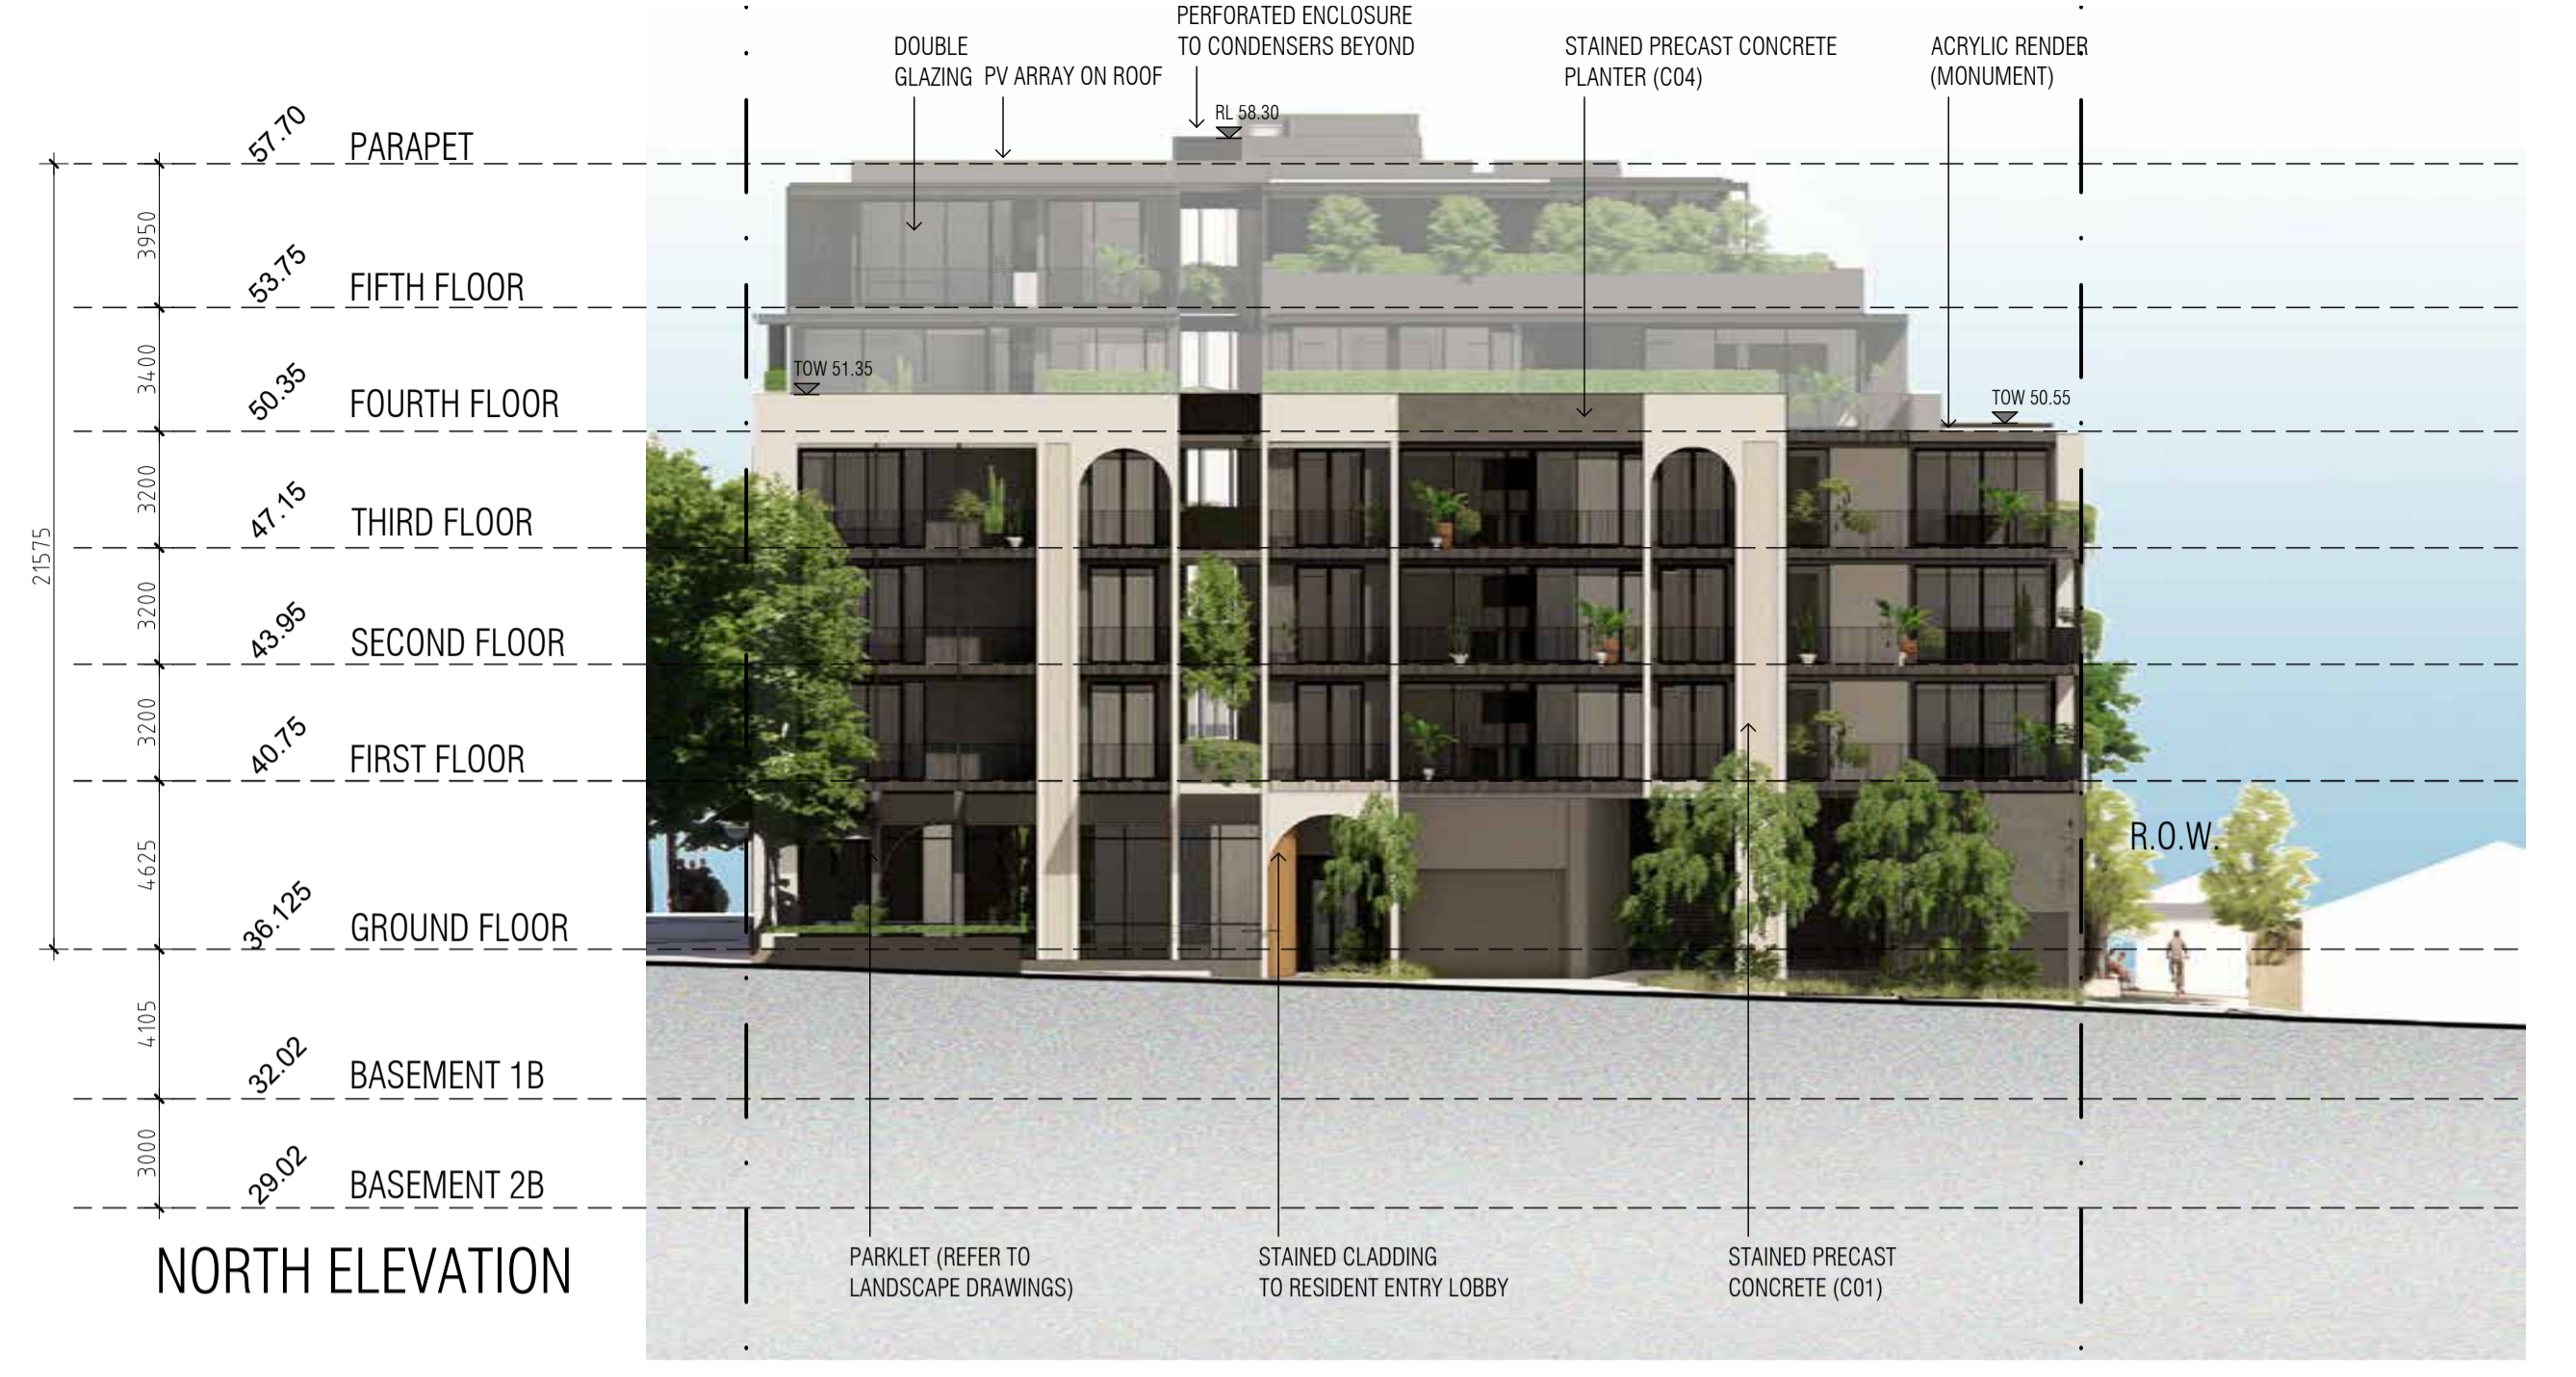 PERFORATED ENCLOSURE
TO CONDENSERS BEYOND
DOUBLE
GLAZING
PV ARRAY ON ROOF
STAINED PRECAST CONCRETE
PLANTER (C04)
ACRYLIC RENDER
(MONUMENT)
RL 58.30
57.70 PARAPET
3950
53.75 FIFTH FLOOR
3400
TOW 51.35
50.35 FOURTH FLOOR
TOW 50.55
3200
47.15 THIRD FLOOR
21575
3200
43.95 SECOND FLOOR
3200
40.75 FIRST FLOOR
R.O.W.
4625
36.125 GROUND FLOOR
4105
32.02 BASEMENT 1B
3000
29.02 BASEMENT 2B
NORTH ELEVATION
PARKLET (REFER TO
LANDSCAPE DRAWINGS)
STAINED CLADDING
TO RESIDENT ENTRY LOBBY
STAINED PRECAST
CONCRETE (C01)